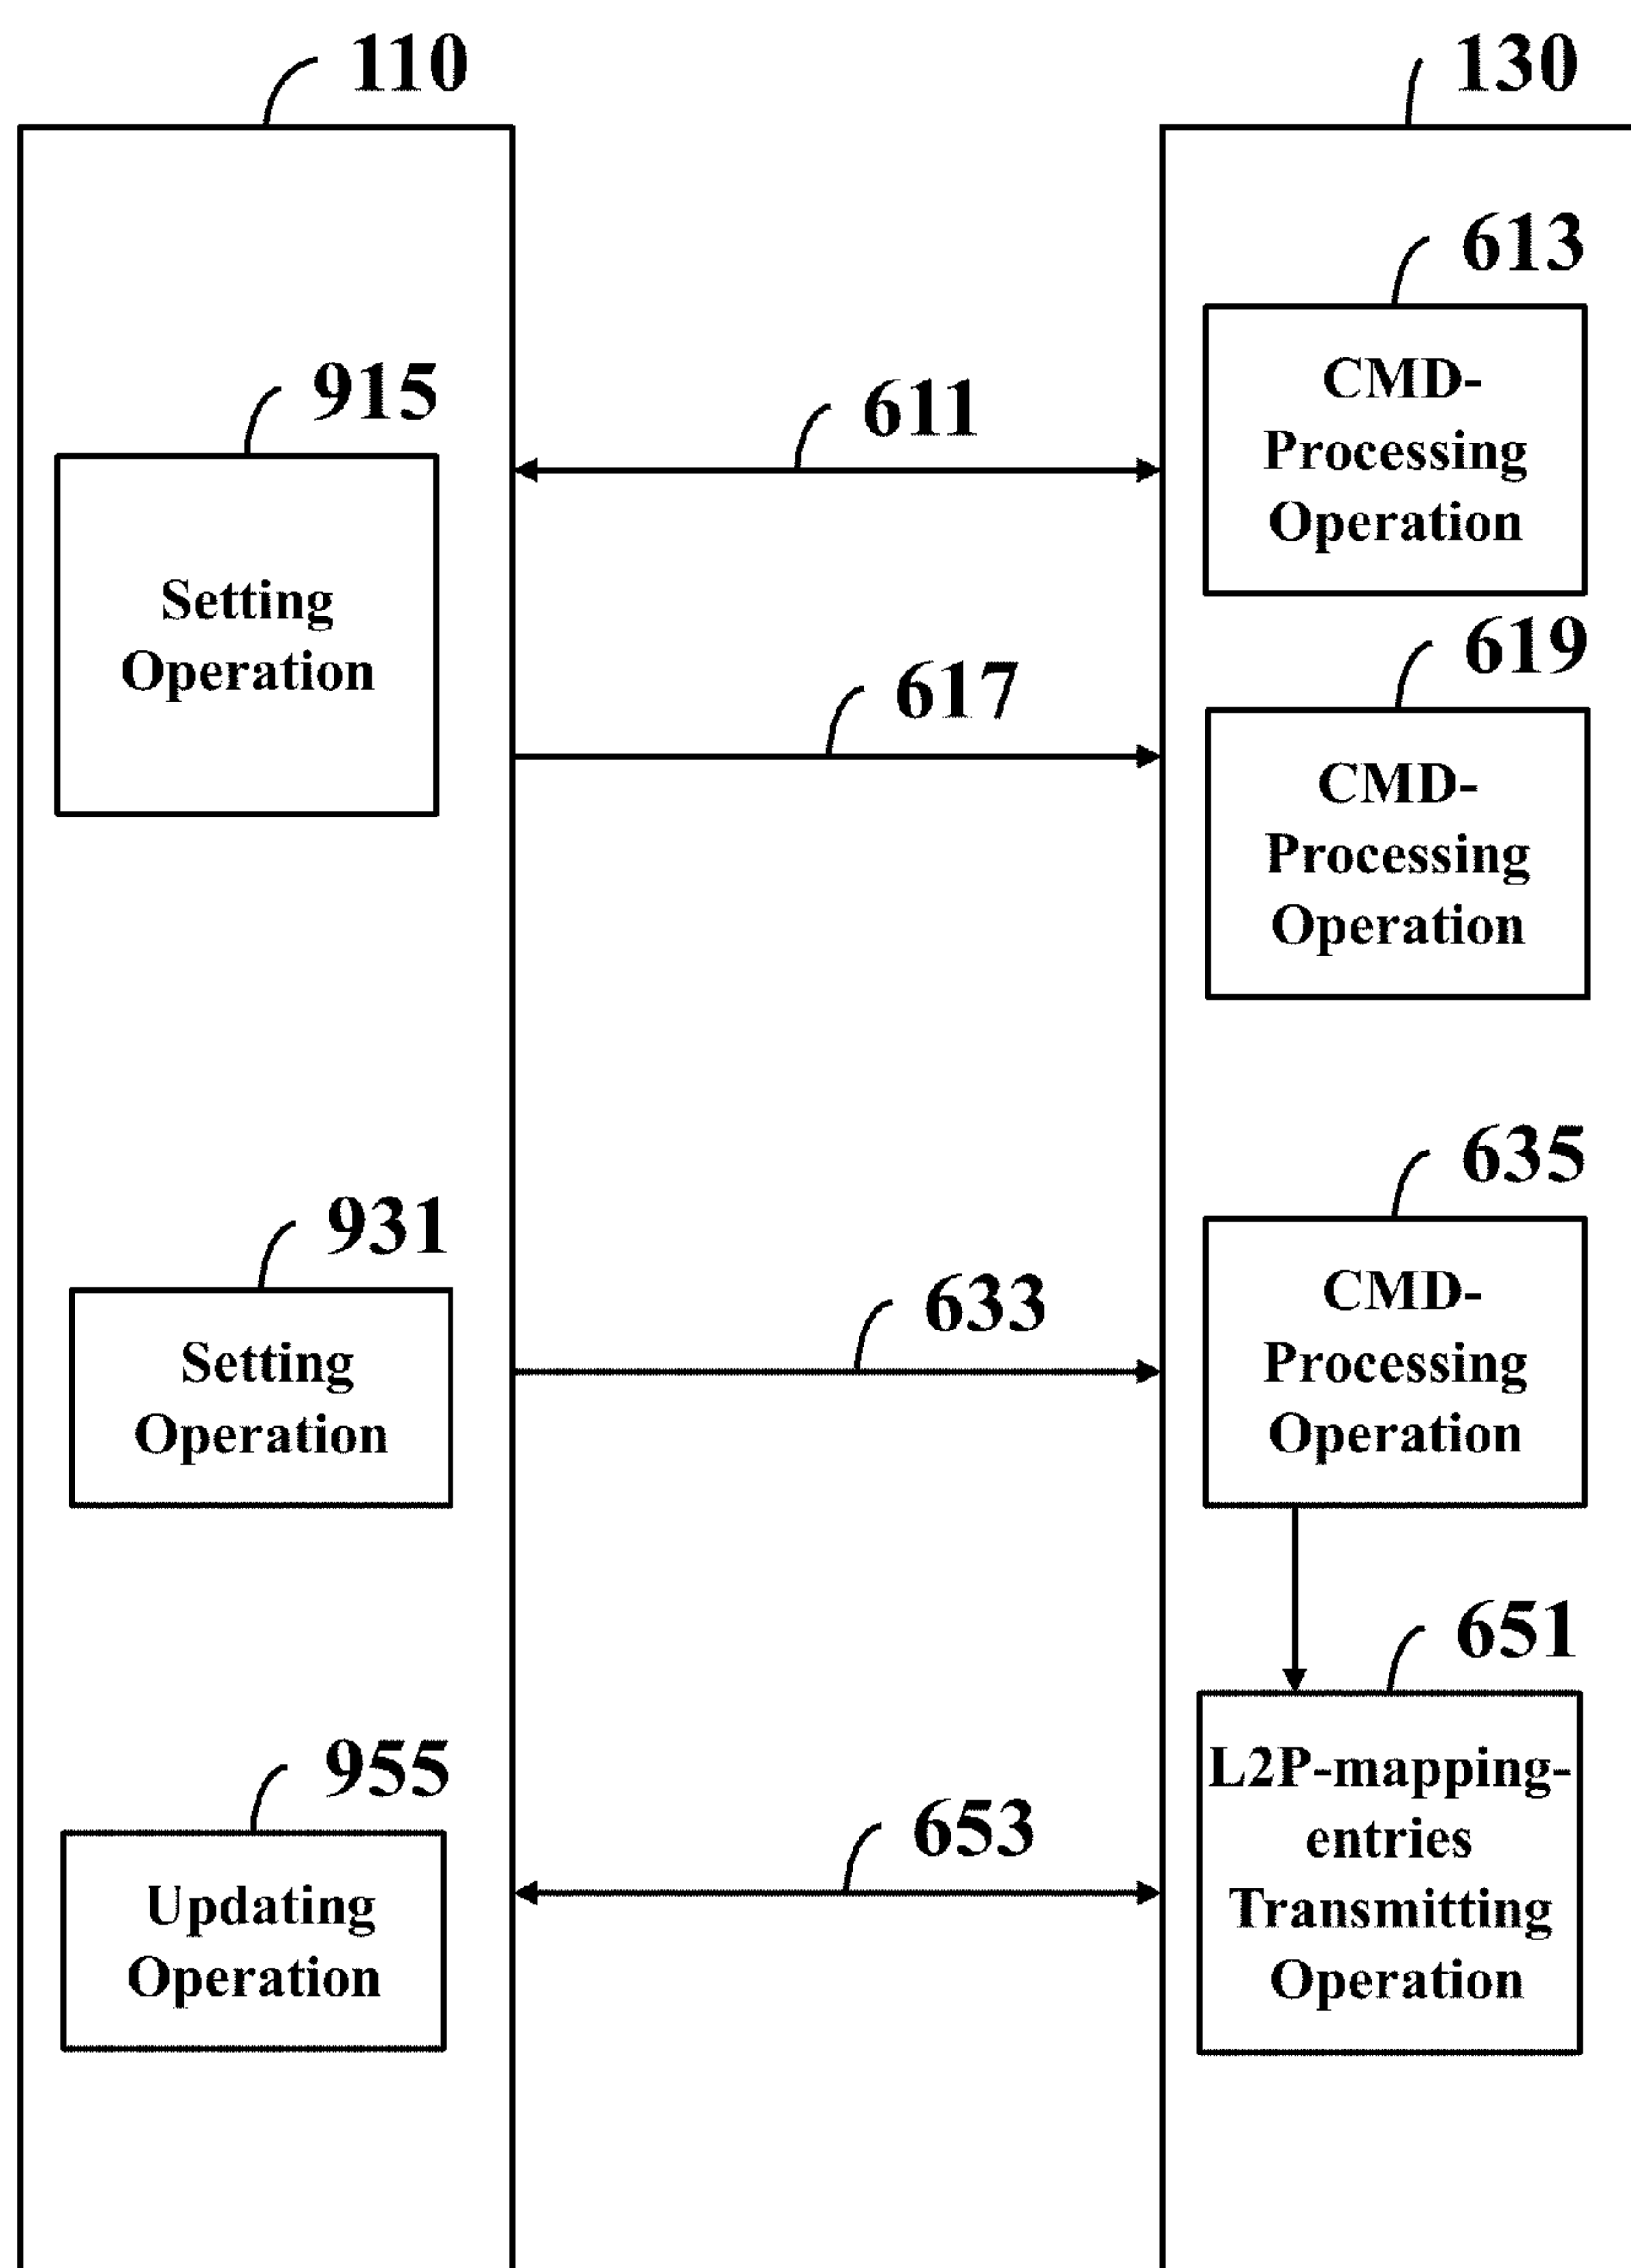 110
130
613
CMD-
Processing
Operation
915
Setting
Operation
611
619
CMD-
Processing
Operation
617
635
CMD-
Processing
Operation
931
Setting
Operation
633
651
L2P-mapping-
entries
Transmitting
Operation
955
Updating
Operation
653